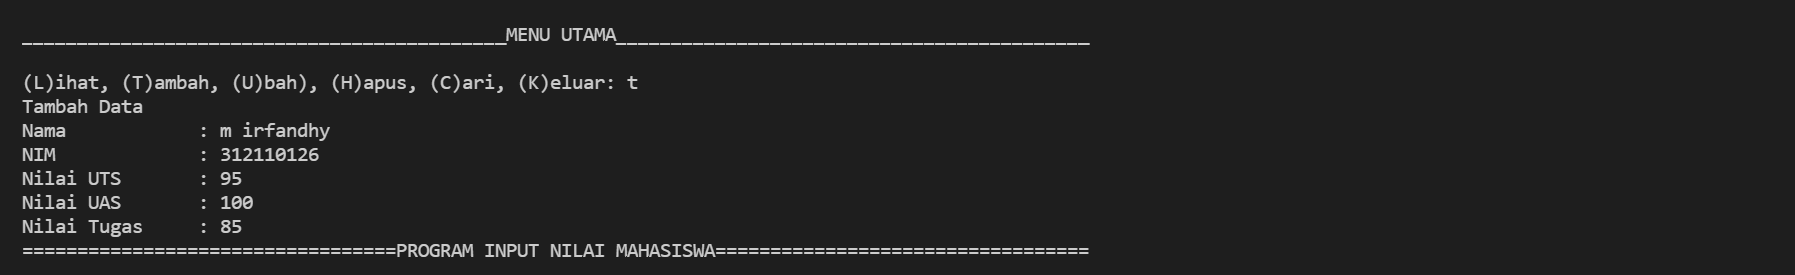 ____________________________________________MENU UTAMA___________________________________________
(L)ihat, (T)ambah, (U)bah), (H)apus, (C)ari, (K)eluar: t
Tambah Data
Nama            : m irfandhy
NIM             : 312110126
Nilai UTS       : 95
Nilai UAS       : 100
Nilai Tugas     : 85
==================================PROGRAM INPUT NILAI MAHASISWA==================================